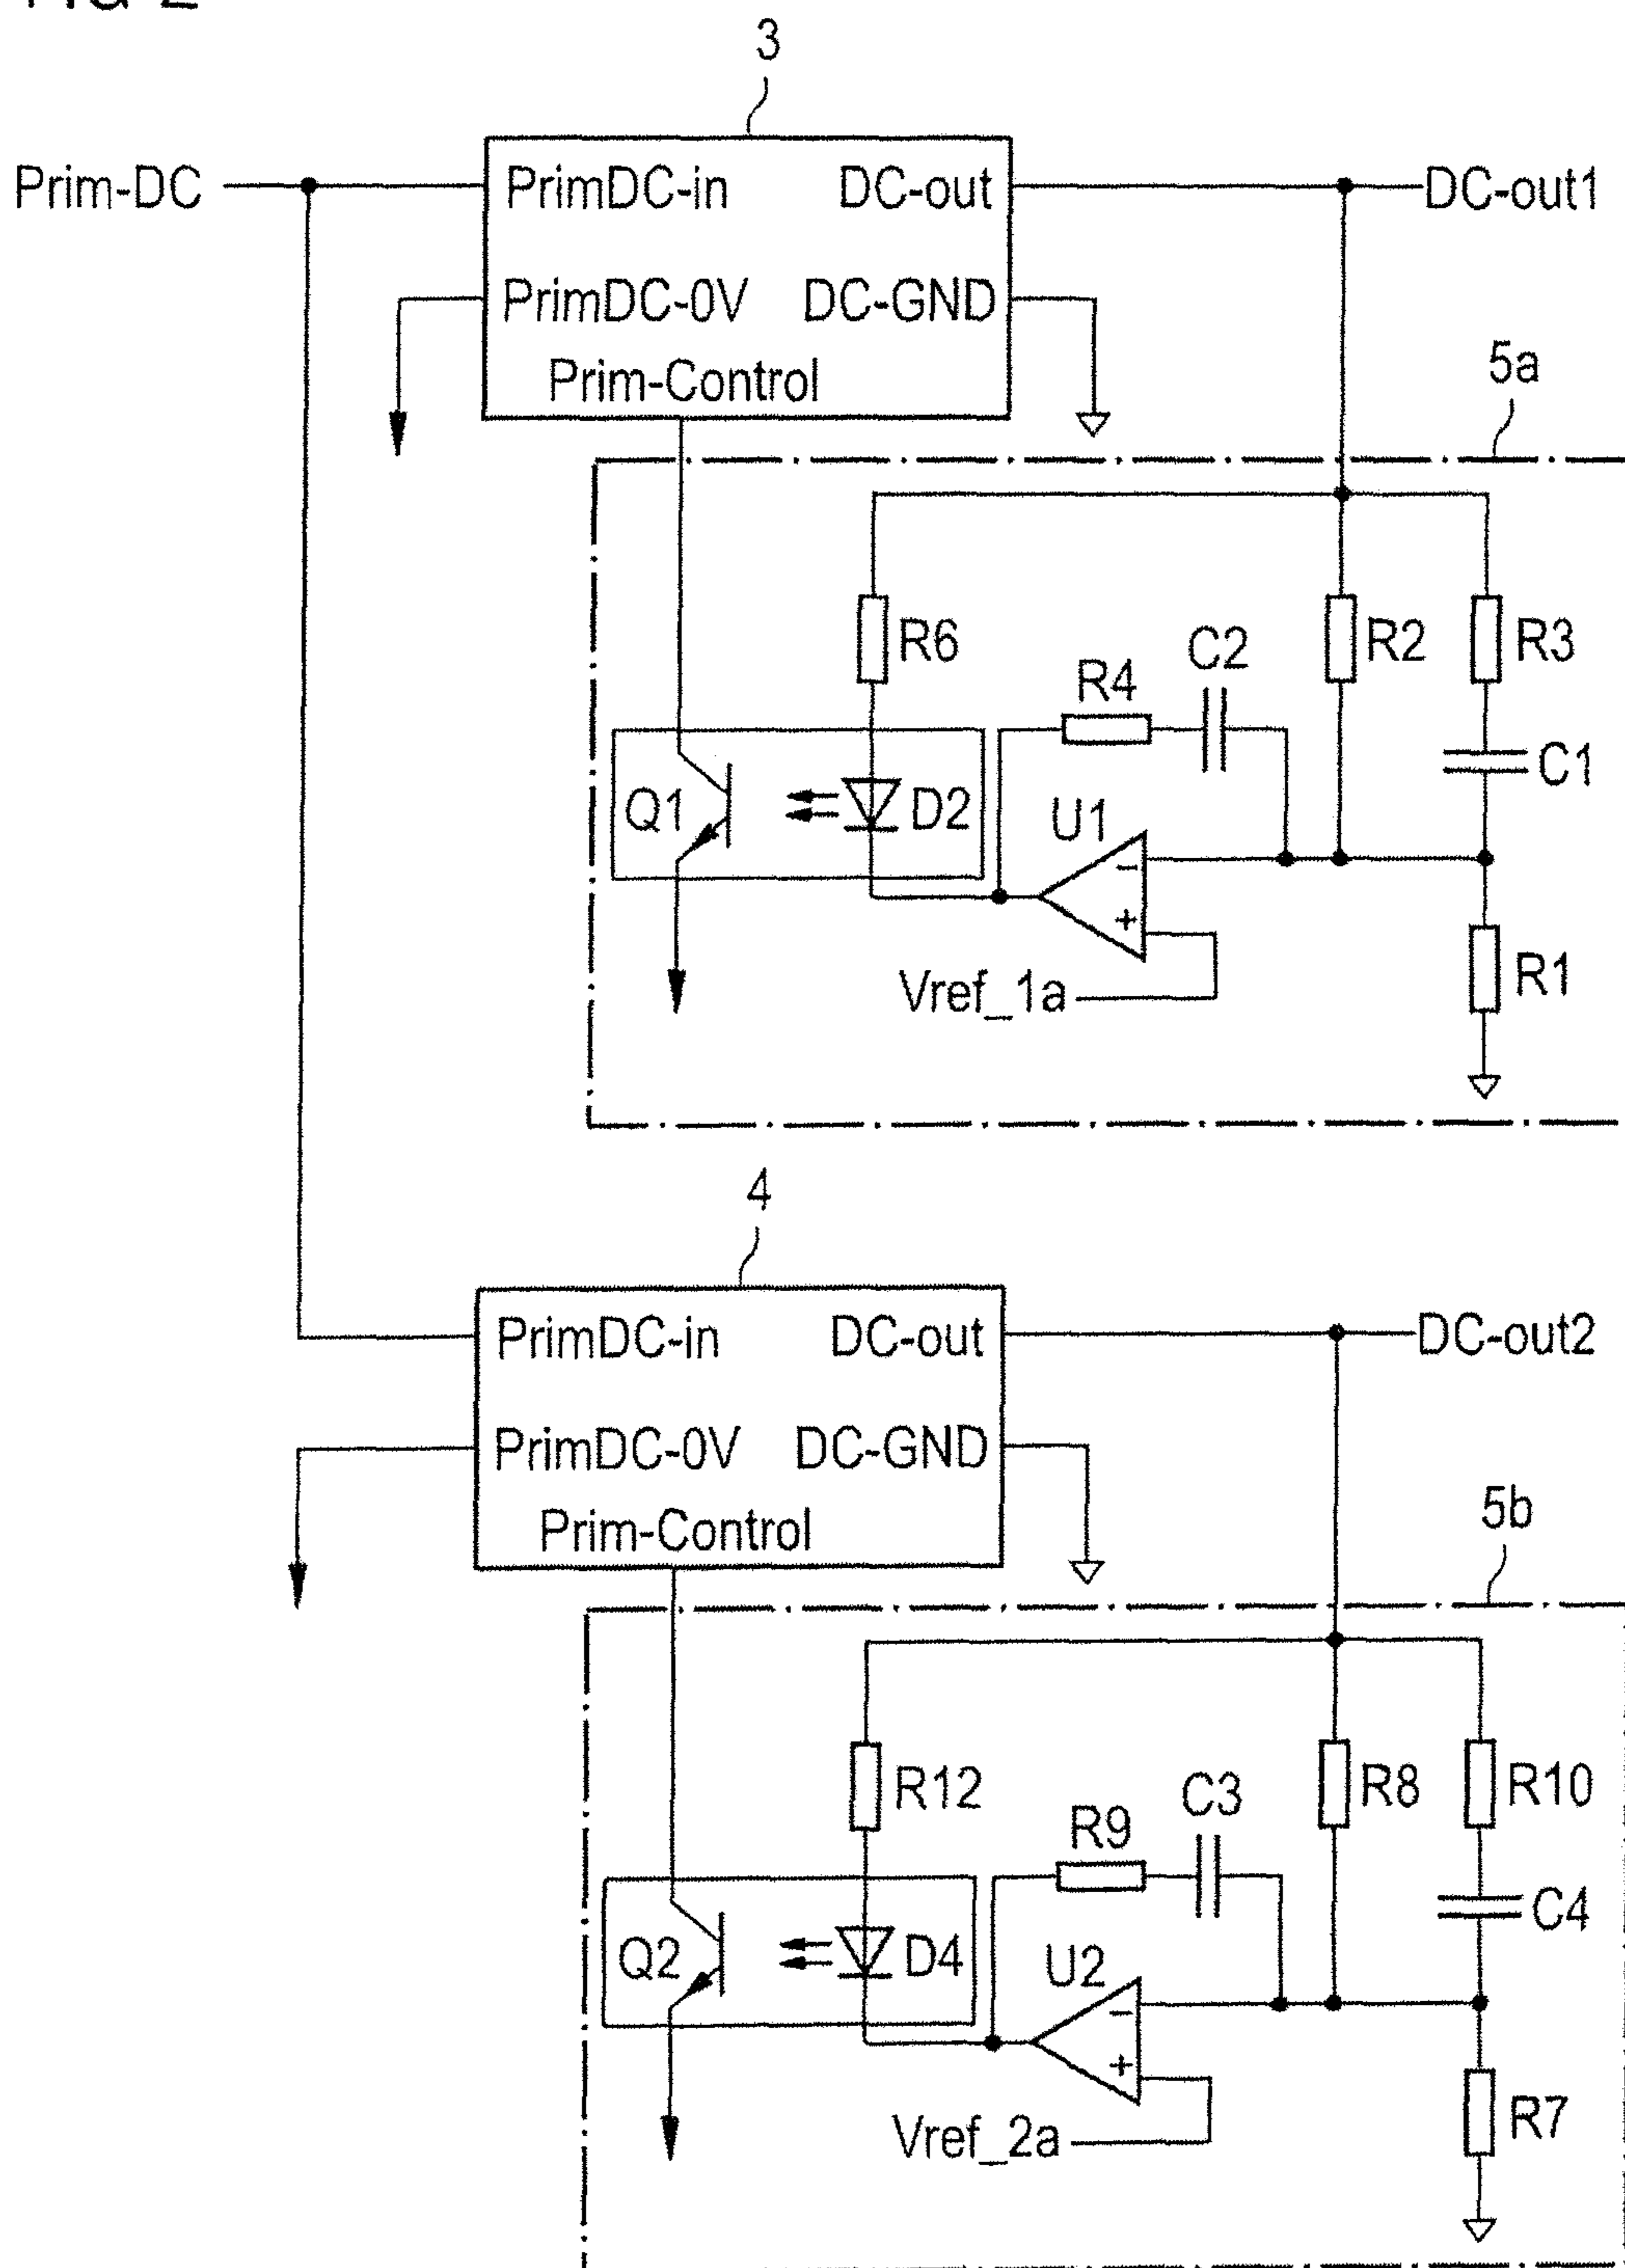 FIG 2
3
Prim-DC
PrimDC-in
DC-out
DC-out1
PrimDC-0V
DC-GND
Prim-Control
5a
R6
R4
C2
R2
R3
C1
Q1
D2
U1
-
+
Vref_1a
R1
4
PrimDC-in
DC-out
DC-out2
PrimDC-0V
DC-GND
Prim-Control
5b
R12
R9
C3
R8
R10
C4
Q2
D4
U2
-
+
Vref_2a
R7